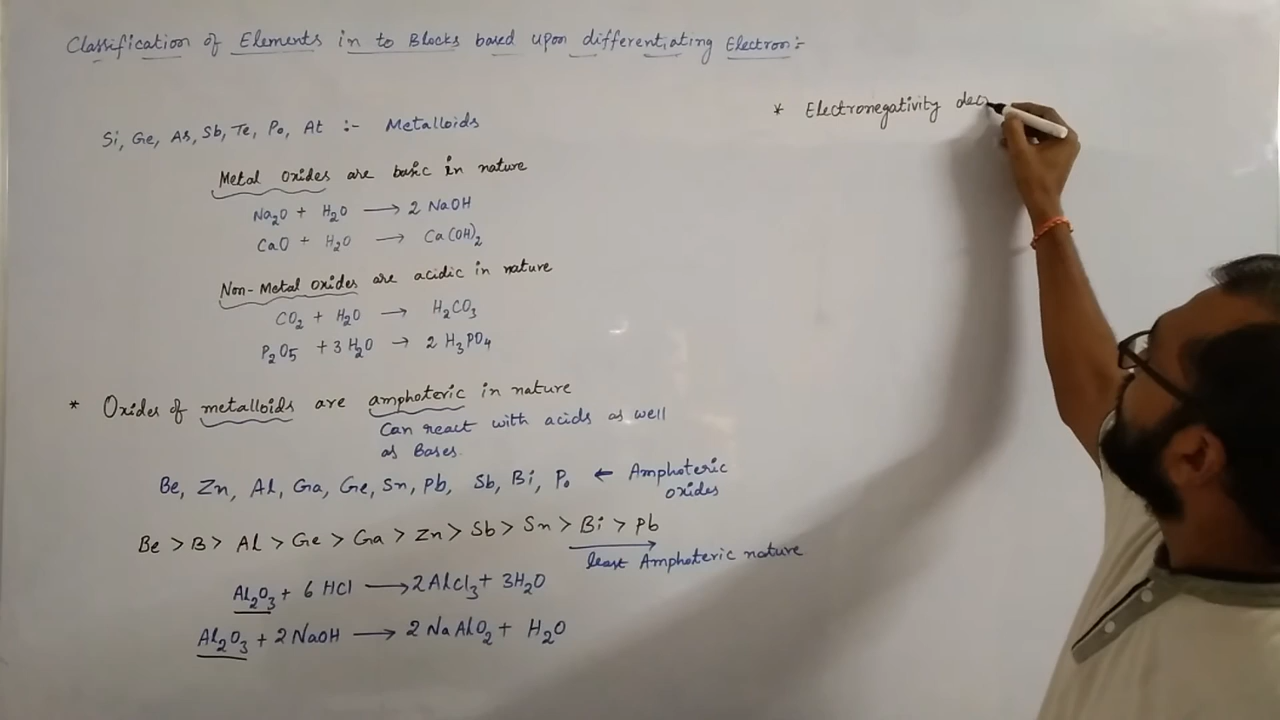 Classification of Elements in to Blocks based upon differentiating Electron:-
Si, Ge, As, Sb, Te, Po, At :- Metalloids
Metal oxides are basic in nature
Na₂O + H₂O → 2 NaOH
CaO + H₂O → Ca(OH)₂
Non-Metal oxides are acidic in nature
CO₂ + H₂O → H₂CO₃
P₂O₅ + 3H₂O → 2 H₃PO₄
* Oxides of metalloids are amphoteric in nature
Can react with acids as well
as Bases.
Be, Zn, Al, Ga, Ge, Sn, Pb, Sb, Bi, Po ← Amphoteric
oxides
Be > B > Al > Ge > Ga > Zn > Sb > Sn > Bi > Pb
least Amphoteric nature
Al₂O₃ + 6 HCl → 2AlCl₃ + 3H₂O
Al₂O₃ + 2NaOH → 2 NaAlO₂ + H₂O
* Electronegativity dec